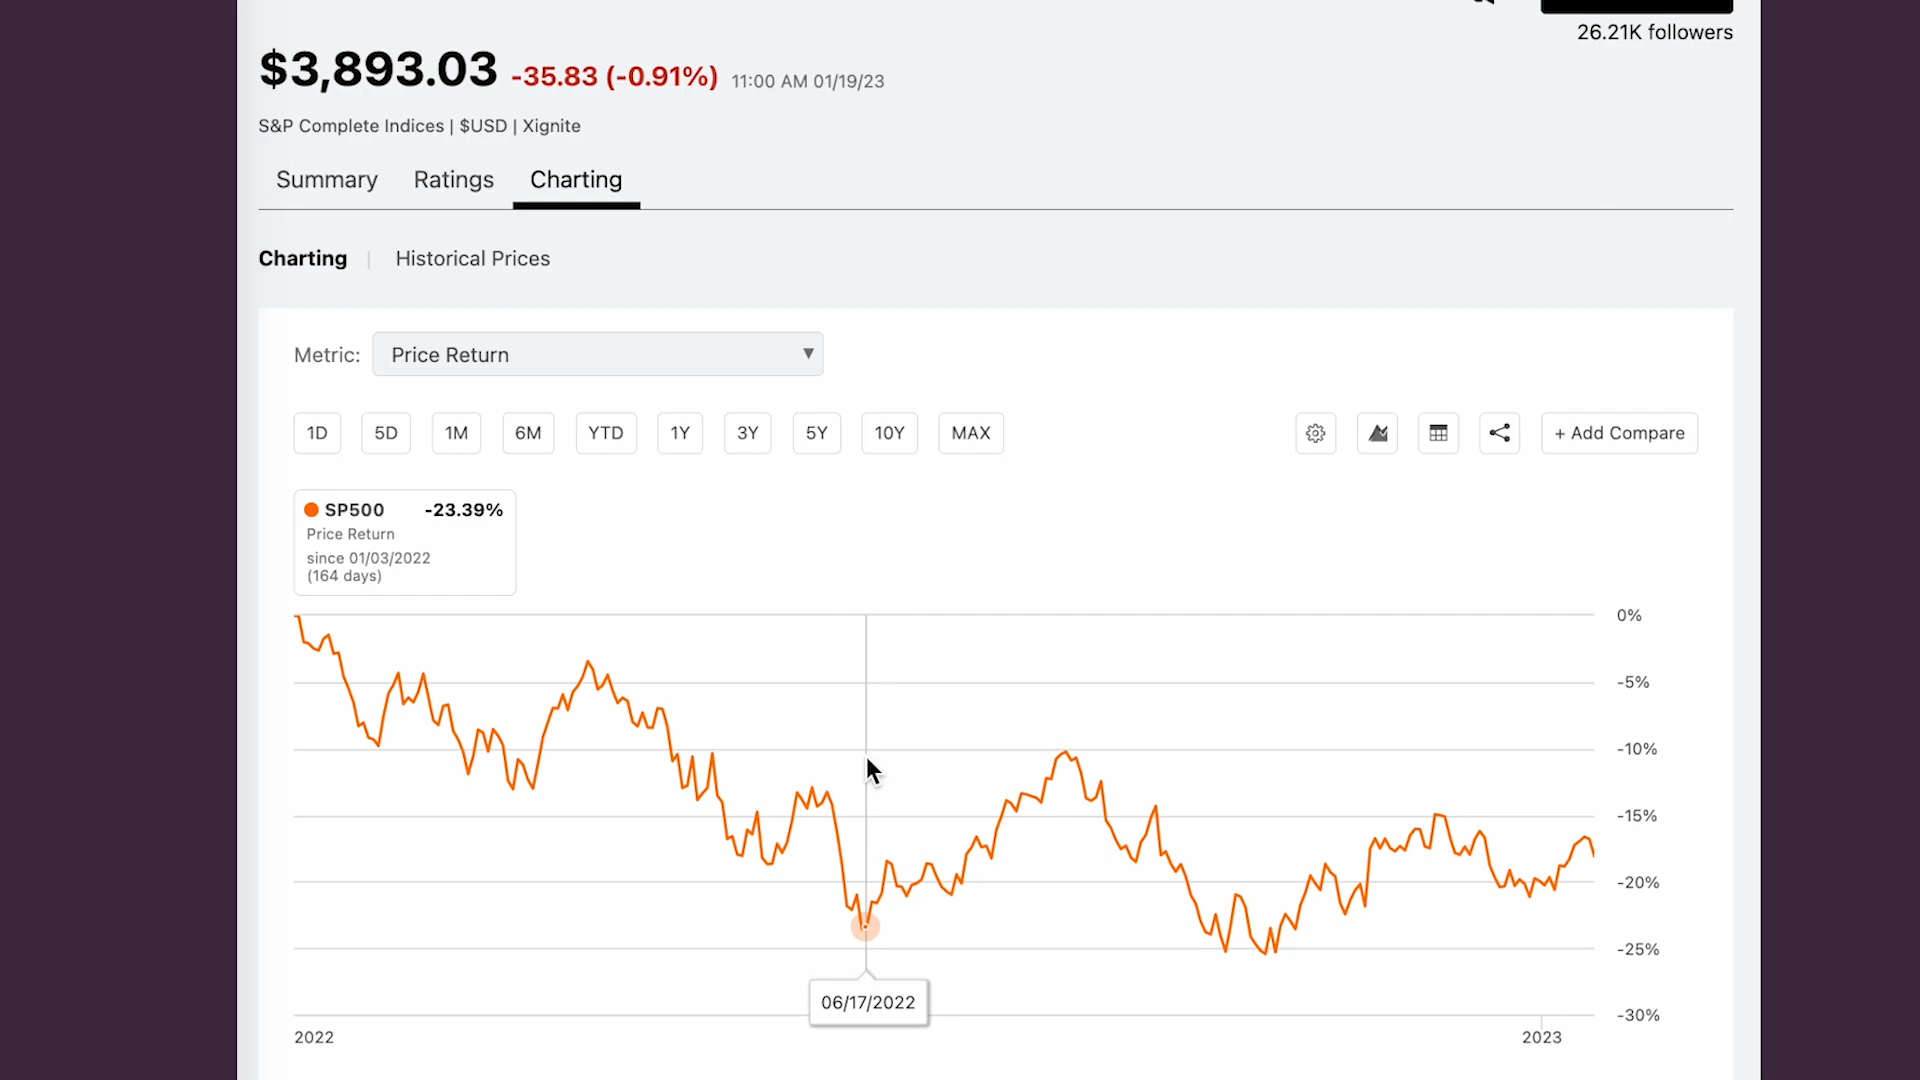 26.21K followers
$3,893.03 -35.83 (-0.91%) 11:00 AM 01/19/23
S&P Complete Indices | $USD | Xignite
Summary Ratings Charting
Charting | Historical Prices
Metric: Price Return
1D 5D 1M 6M YTD 1Y 3Y 5Y 10Y MAX + Add Compare
SP500 -23.39%
Price Return
since 01/03/2022
(164 days)
0%
-5%
-10%
-15%
-20%
-25%
06/17/2022
-30%
2022 2023